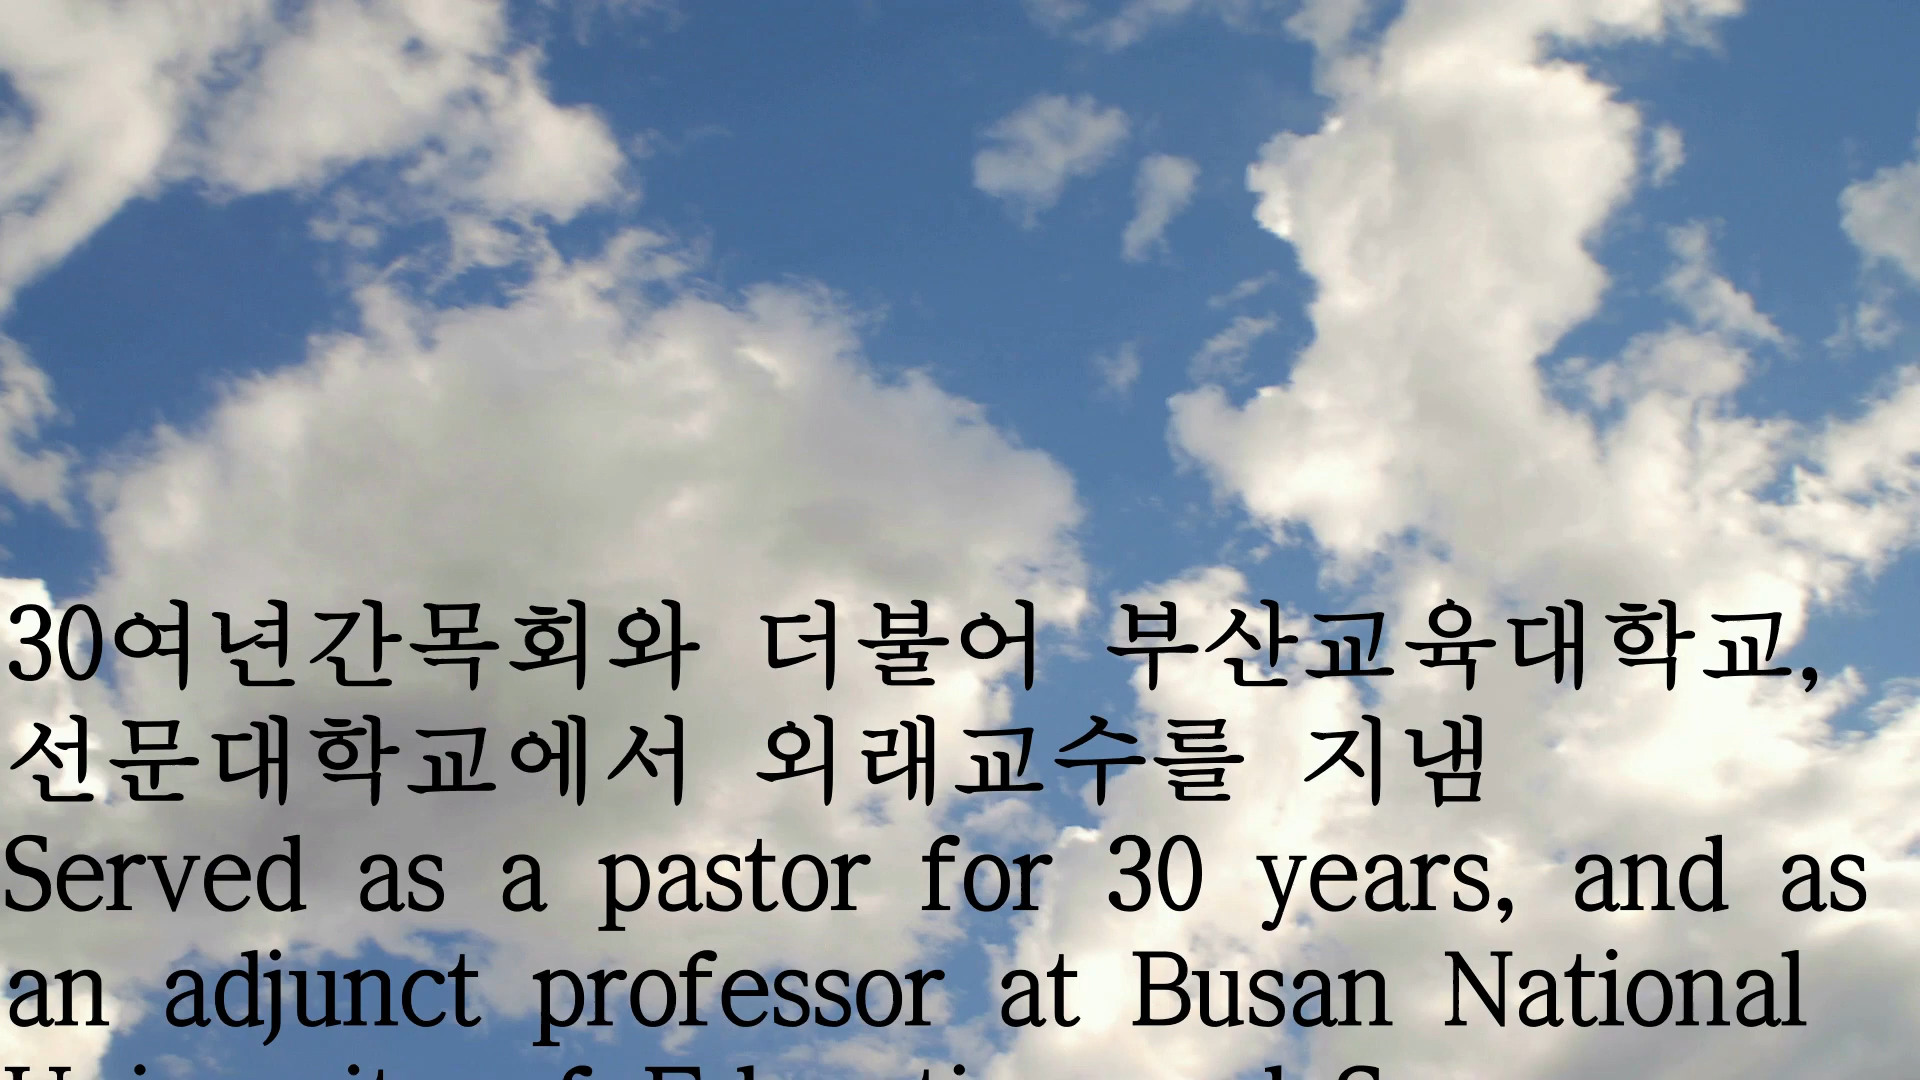 30여년간목회와 더불어 부산교육대학교,
선문대학교에서 외래교수를 지냄
Served as a pastor for 30 years, and as
an adjunct professor at Busan National